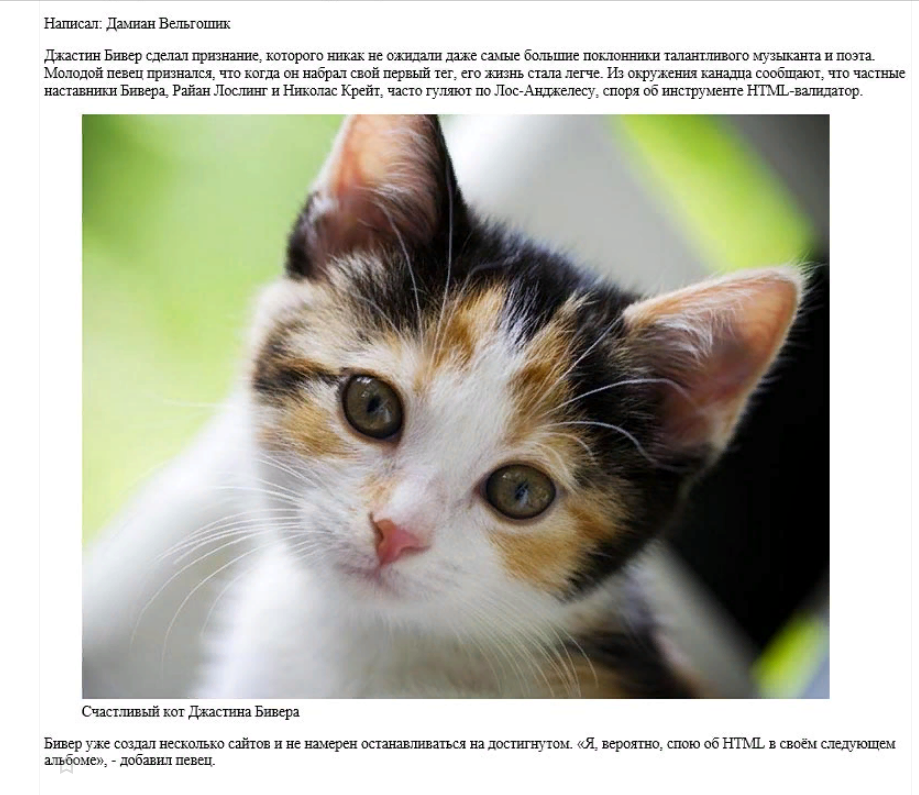 Написал: Дамиан Вельгошик
Джастин Бивер сделал признание, которого никак не ожидали даже самые большие поклонники талантливого музыканта и поэта.
Молодой певец признался, что когда он набрал свой первый тег, его жизнь стала легче. Из окружения канадца сообщают, что частные
наставники Бивера, Райан Лослинг и Николас Крейт, часто гуляют по Лос-Анджелесу, споря об инструменте HTML-валидатор.
Счастливый кот Джастина Бивера
Бивер уже создал несколько сайтов и не намерен останавливаться на достигнутом. «Я, вероятно, спою об HTML в своём следующем
альбоме», - добавил певец.